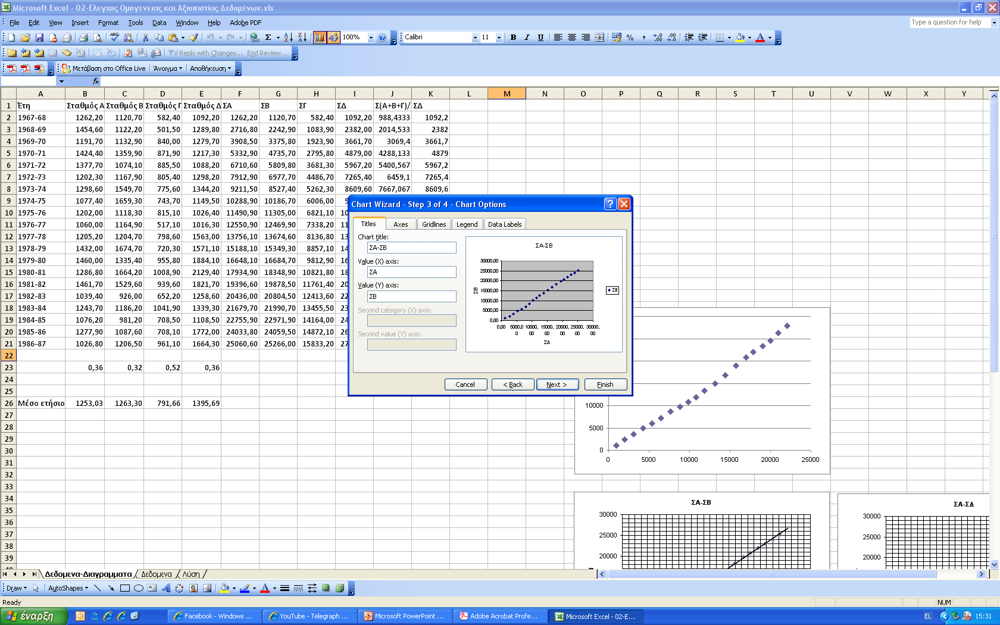 Microsoft Excel - 02-Ελεγχος Ομογενειας και Αξιοπιστίας Δεδομένων.xls
File Edit View Insert Format Tools Data Window Help Adobe PDF
Type a question for help
100% Calibri 11
Reply with Changes... End Review...
Μετάβαση στο Office Live Άνοιγμα Αποθήκευση
fx
A B C D E F G H I J K L M N O P Q R S T U V W X Y
1 Έτη Σταθμός Α Σταθμός Β Σταθμός Γ Σταθμός Δ ΣΑ ΣΒ ΣΓ ΣΔ Σ(Α+Β+Γ)/ ΣΔ
2 1967-68 1262,20 1120,70 582,40 1092,20 1262,20 1120,70 582,40 1092,20 988,4333 1092,2
3 1968-69 1454,60 1122,20 501,50 1289,80 2716,80 2242,90 1083,90 2382,00 2014,533 2382
4 1969-70 1191,70 1132,90 840,00 1279,70 3908,50 3375,80 1923,90 3661,70 3069,4 3661,7
5 1970-71 1424,40 1359,90 871,90 1217,30 5332,90 4735,70 2795,80 4879,00 4288,133 4879
6 1971-72 1377,70 1074,10 885,50 1088,20 6710,60 5809,80 3681,30 5967,20 5400,567 5967,2
7 1972-73 1202,30 1167,90 805,40 1298,20 7912,90 6977,70 4486,70 7265,40 6459,1 7265,4
8 1973-74 1298,60 1549,70 775,60 1344,20 9211,50 8527,40 5262,30 8609,60 7667,067 8609,6
9 1974-75 1077,40 1659,30 743,70 1149,50 10288,90 10186,70 6006,00 9
10 1975-76 1202,00 1118,30 815,10 1026,40 11490,90 11305,00 6821,10 10
11 1976-77 1060,00 1164,90 517,10 1016,30 12550,90 12469,90 7338,20 11
12 1977-78 1205,20 1204,70 798,60 1563,00 13756,10 13674,60 8136,80 13
13 1978-79 1432,00 1674,70 720,30 1571,10 15188,10 15349,30 8857,10 14
14 1979-80 1460,00 1335,40 955,80 1884,10 16648,10 16684,70 9812,90 16
15 1980-81 1286,80 1664,20 1008,90 2129,40 17934,90 18348,90 10821,80 18
16 1981-82 1461,70 1529,60 939,60 1821,70 19396,60 19878,50 11761,40 20
17 1982-83 1039,40 926,00 652,20 1258,60 20436,00 20804,50 12413,60 22
18 1983-84 1243,70 1186,20 1041,90 1339,30 21679,70 21990,70 13455,50 23
19 1984-85 1076,20 981,20 708,50 1108,50 22755,90 22971,90 14164,00 24
20 1985-86 1277,90 1087,60 708,10 1772,00 24033,80 24059,50 14872,10 26
21 1986-87 1026,80 1206,50 961,10 1664,30 25060,60 25266,00 15833,20 27
22
23 0,36 0,32 0,52 0,36
24
25
26 Μέσο ετήσιο 1253,03 1263,30 791,66 1395,69
27
28
29
30
31
32
33
34
35
36
37
38
39
Chart Wizard - Step 3 of 4 - Chart Options
Titles Axes Gridlines Legend Data Labels
Chart title:
ΣΑ-ΣΒ
Value (X) axis:
ΣΑ
Value (Y) axis:
ΣΒ
Second category (X) axis:
Second value (Y) axis:
ΣΑ-ΣΒ
30000,00
25000,00
20000,00
15000,00
10000,00
5000,00
0,00
ΣΒ
0,00 5000,0 10000, 15000, 20000, 25000, 30000,
0 00 00 00 00 00
ΣΑ
ΣΒ
Cancel < Back Next > Finish
10000
5000
0
0 5000 10000 15000 20000 25000
ΣΑ-ΣΒ
30000
25000
20000
ΣΑ-ΣΔ
30000
25000
20000
Δεδομενα-Διαγραμματα Δεδομενα Λύση
Draw AutoShapes
Ready
NUM
έναρξη
Facebook - Windows ...
YouTube - Telegraph ...
Microsoft PowerPoint ...
Adobe Acrobat Profe...
Microsoft Excel - 02-Ε...
EL
15:31